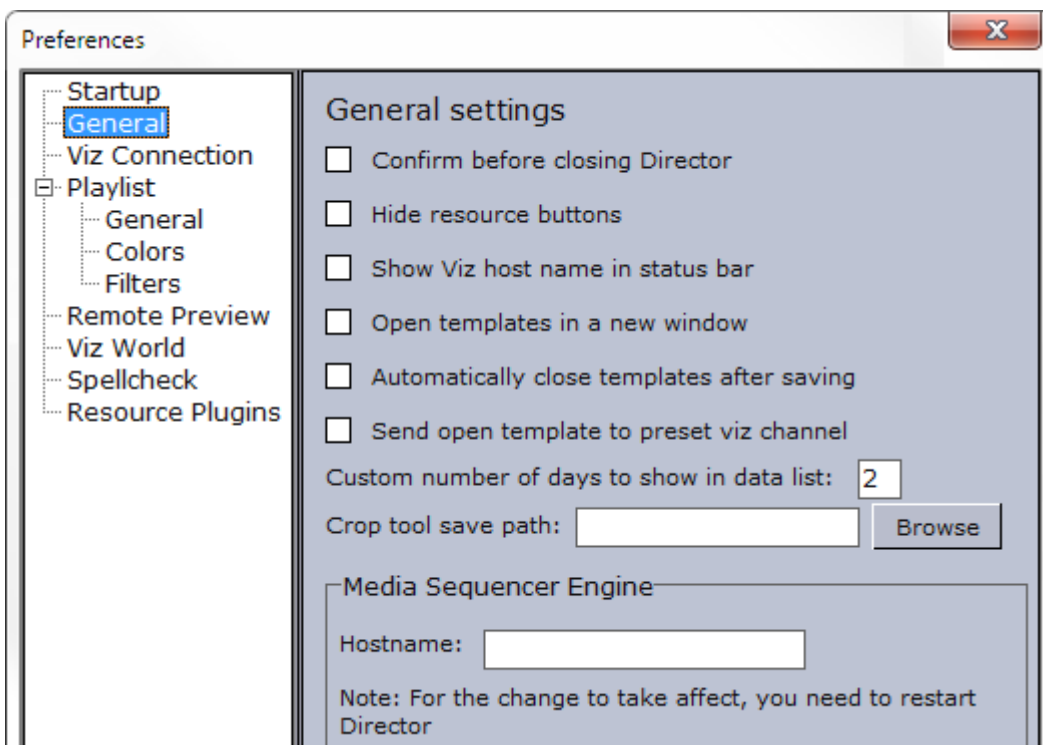 Preferences
Startup
General
Viz Connection
Playlist
General
Colors
Filters
Remote Preview
Viz World
Spellcheck
Resource Plugins
General settings
Confirm before closing Director
Hide resource buttons
Show Viz host name in status bar
Open templates in a new window
Automatically close templates after saving
Send open template to preset viz channel
Custom number of days to show in data list: 2
Crop tool save path: Browse
Media Sequencer Engine
Hostname:
Note: For the change to take affect, you need to restart
Director